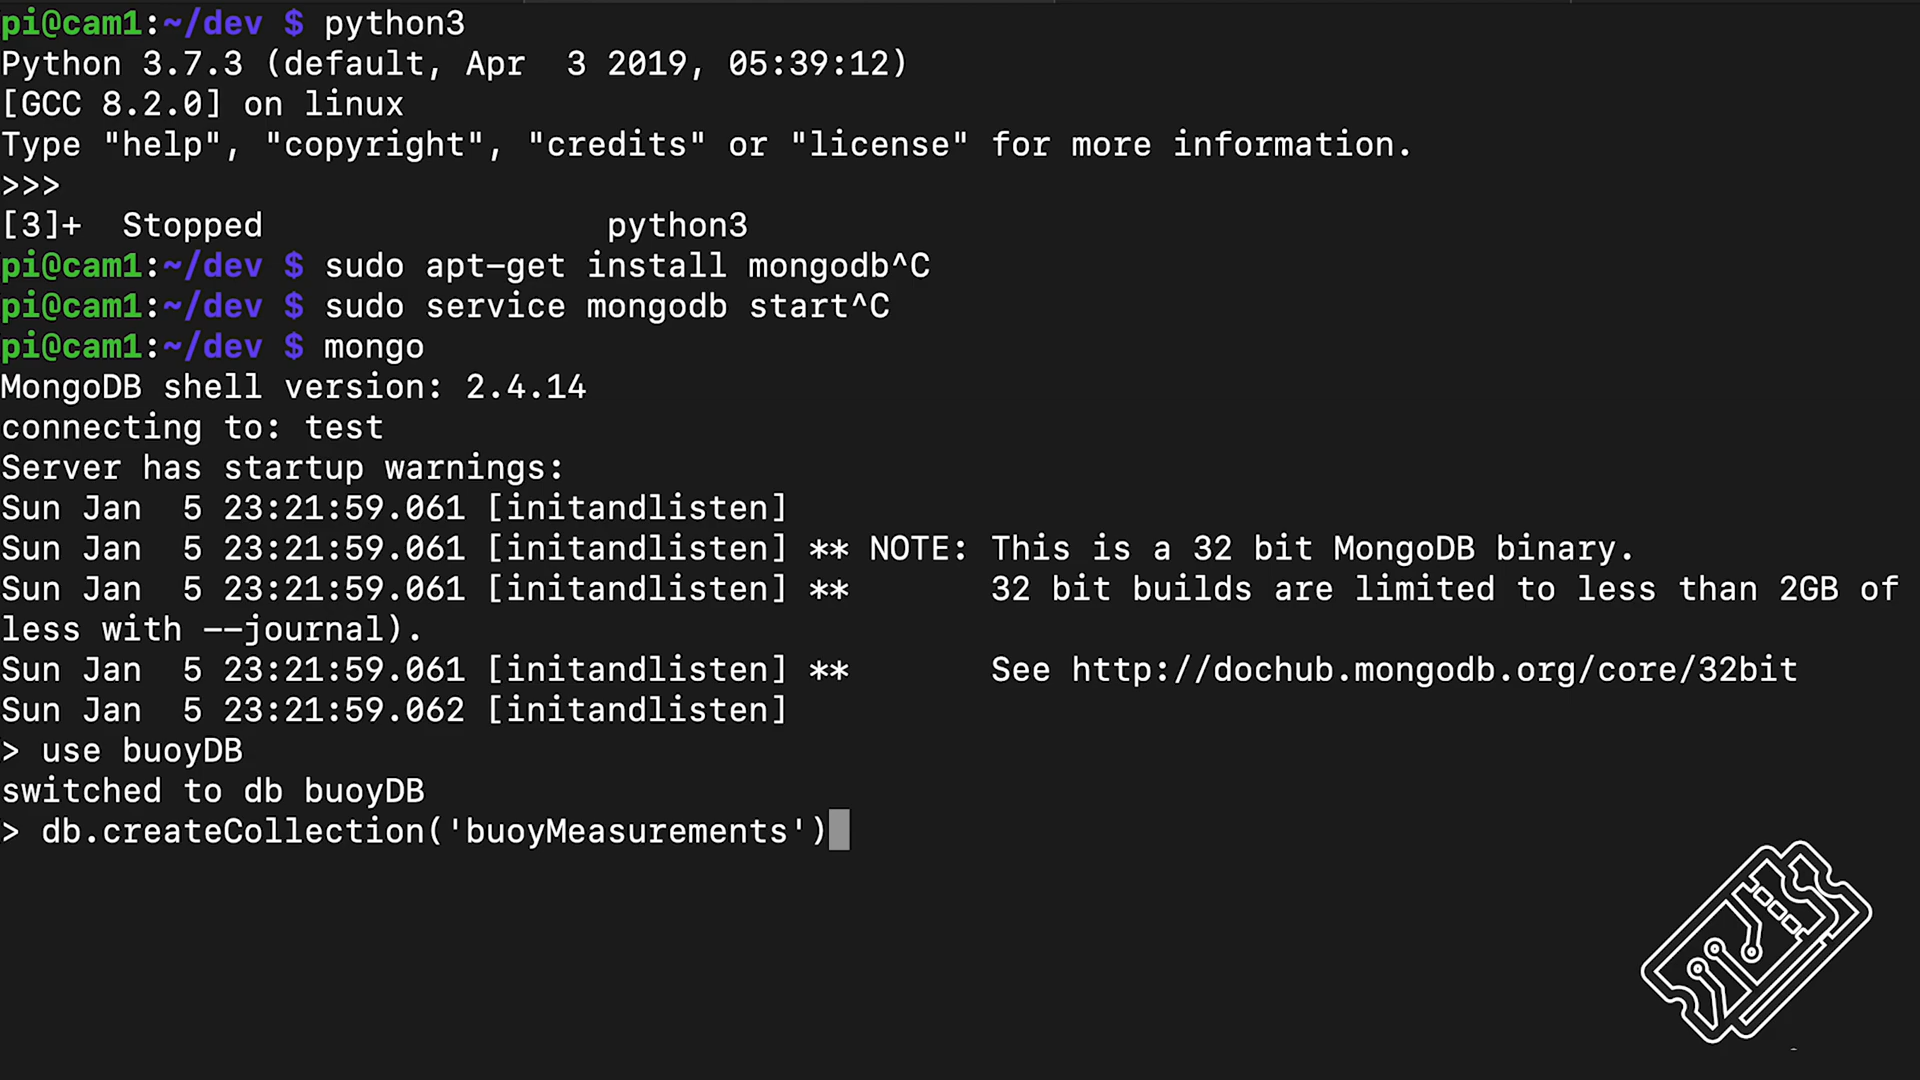 pi@cam1:~/dev $ python3
Python 3.7.3 (default, Apr  3 2019, 05:39:12)
[GCC 8.2.0] on linux
Type "help", "copyright", "credits" or "license" for more information.
>>>
[3]+  Stopped                 python3
pi@cam1:~/dev $ sudo apt-get install mongodb^C
pi@cam1:~/dev $ sudo service mongodb start^C
pi@cam1:~/dev $ mongo
MongoDB shell version: 2.4.14
connecting to: test
Server has startup warnings:
Sun Jan  5 23:21:59.061 [initandlisten]
Sun Jan  5 23:21:59.061 [initandlisten] ** NOTE: This is a 32 bit MongoDB binary.
Sun Jan  5 23:21:59.061 [initandlisten] **       32 bit builds are limited to less than 2GB of
less with --journal).
Sun Jan  5 23:21:59.061 [initandlisten] **       See http://dochub.mongodb.org/core/32bit
Sun Jan  5 23:21:59.062 [initandlisten]
> use buoyDB
switched to db buoyDB
> db.createCollection('buoyMeasurements')